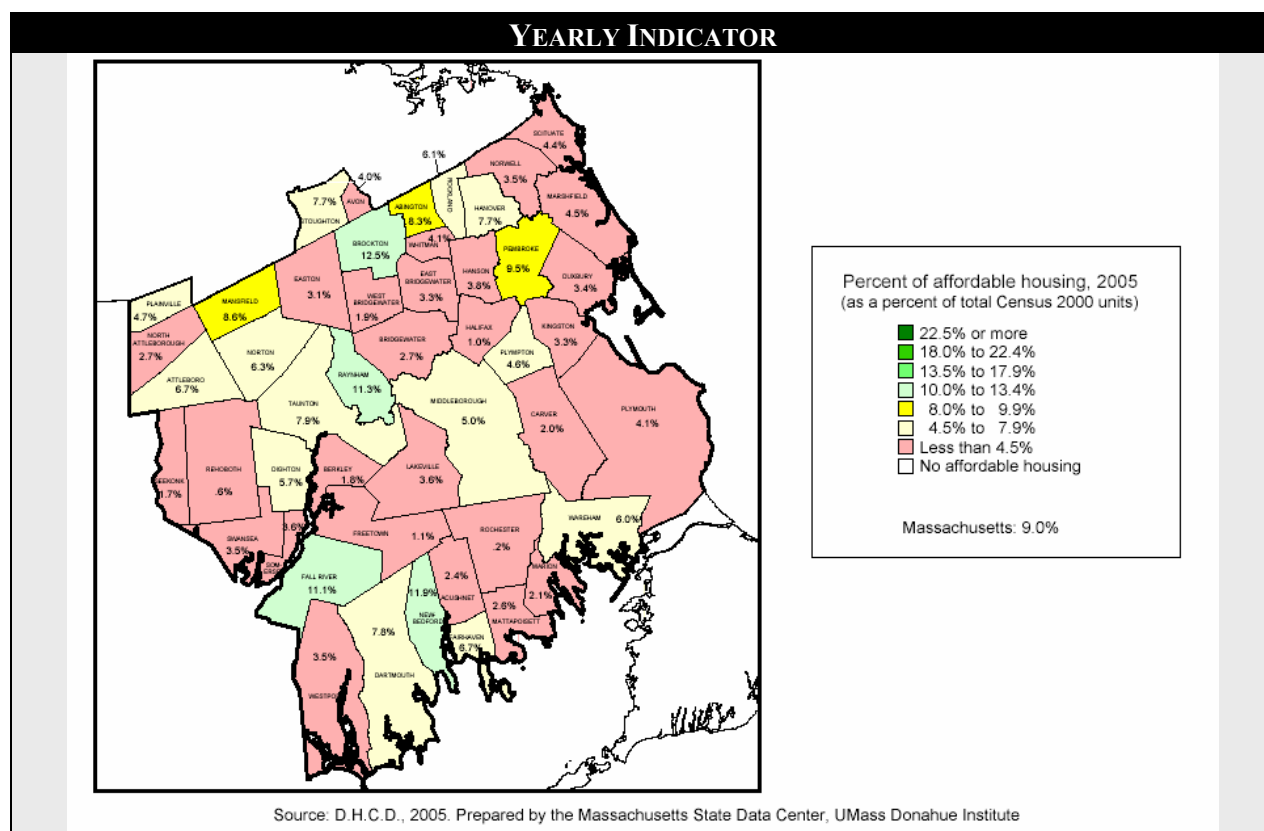 YEARLY INDICATOR
SCITUATE
4.4%
6.1%
NORWELL
3.5%
4.0%
ROCKLAND
MARSHFIELD
4.5%
7.7%
STOUGHTON
AVON
ABINGTON
8.3%
HANOVER
7.7%
BROCKTON
12.5%
4.1%
WHITMAN
PEMBROKE
9.5%
EASTON
3.1%
EAST
BRIDGEWATER
3.3%
HANSON
3.8%
DUXBURY
3.4%
PLAINVILLE
4.7%
MANSFIELD
8.6%
WEST
BRIDGEWATER
1.9%
NORTH
ATTLEBOROUGH
2.7%
HALIFAX
1.0%
KINGSTON
3.3%
BRIDGEWATER
2.7%
NORTON
6.3%
PLYMPTON
4.6%
ATTLEBORO
6.7%
RAYNHAM
11.3%
TAUNTON
7.9%
MIDDLEBOROUGH
5.0%
CARVER
2.0%
PLYMOUTH
4.1%
REHOBOTH
.6%
DIGHTON
5.7%
BERKLEY
1.8%
LAKEVILLE
3.6%
SEEKONK
1.7%
3.6%
WAREHAM
6.0%
SWANSEA
3.5%
SOM-
ERSET
FREETOWN
1.1%
ROCHESTER
.2%
FALL RIVER
11.1%
2.4%
ACUSHNET
MARION
2.1%
11.9%
NEW
BEDFORD
2.6%
MATTAPOISETT
7.8%
DARTMOUTH
FAIRHAVEN
6.7%
3.5%
WESTPO
Percent of affordable housing, 2005
(as a percent of total Census 2000 units)
22.5% or more
18.0% to 22.4%
13.5% to 17.9%
10.0% to 13.4%
8.0% to 9.9%
4.5% to 7.9%
Less than 4.5%
No affordable housing
Massachusetts: 9.0%
Source: D.H.C.D., 2005. Prepared by the Massachusetts State Data Center, UMass Donahue Institute